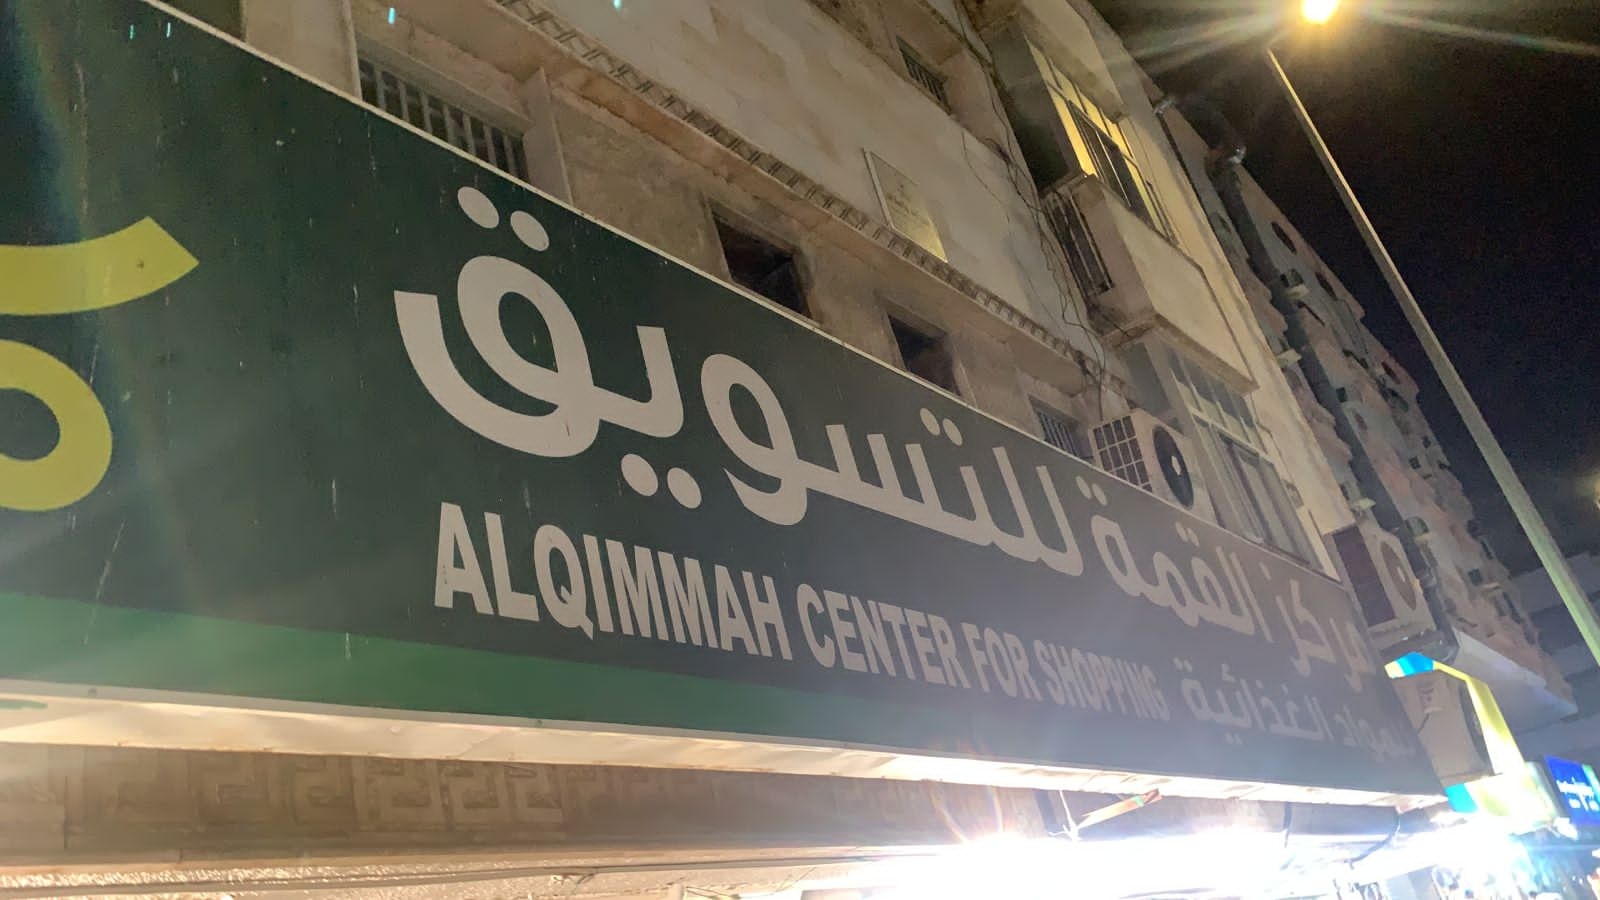 مركز القمة للتسويق
للمواد الغذائية
ALQIMMAH CENTER FOR SHOPPING